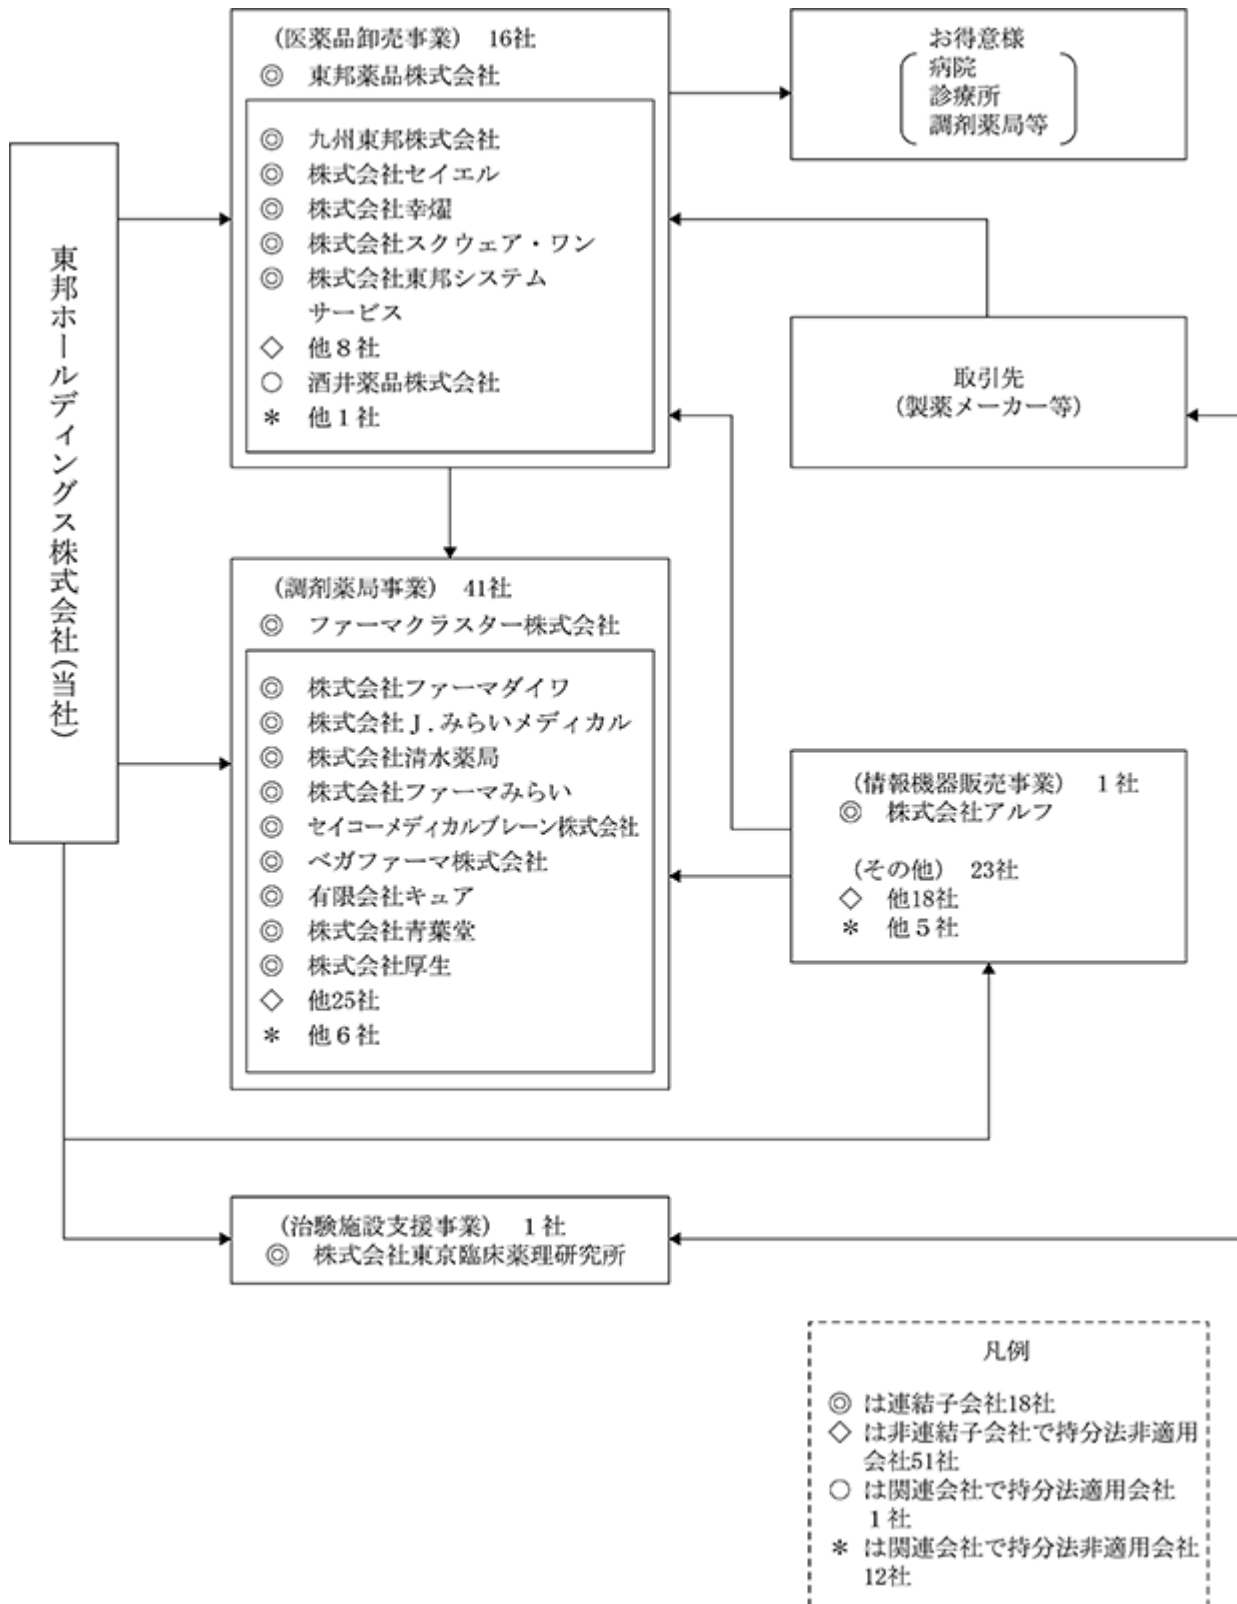 東邦ホールディングス株式会社(当社)
(医薬品卸売事業) 16社
◎ 東邦薬品株式会社
◎ 九州東邦株式会社
◎ 株式会社セイエル
◎ 株式会社幸燿
◎ 株式会社スクウェア・ワン
◎ 株式会社東邦システム
サービス
◇ 他8社
○ 酒井薬品株式会社
* 他1社
お得意様
病院
診療所
調剤薬局等
取引先
(製薬メーカー等)
(調剤薬局事業) 41社
◎ ファーマクラスター株式会社
◎ 株式会社ファーマダイワ
◎ 株式会社J.みらいメディカル
◎ 株式会社清水薬局
◎ 株式会社ファーマみらい
◎ セイコーメディカルブレーン株式会社
◎ ベガファーマ株式会社
◎ 有限会社キュア
◎ 株式会社青葉堂
◎ 株式会社厚生
◇ 他25社
* 他6社
(情報機器販売事業) 1社
◎ 株式会社アルフ
(その他) 23社
◇ 他18社
* 他5社
(治験施設支援事業) 1社
◎ 株式会社東京臨床薬理研究所
凡例
◎ は連結子会社18社
◇ は非連結子会社で持分法非適用
会社51社
○ は関連会社で持分法適用会社
1社
* は関連会社で持分法非適用会社
12社